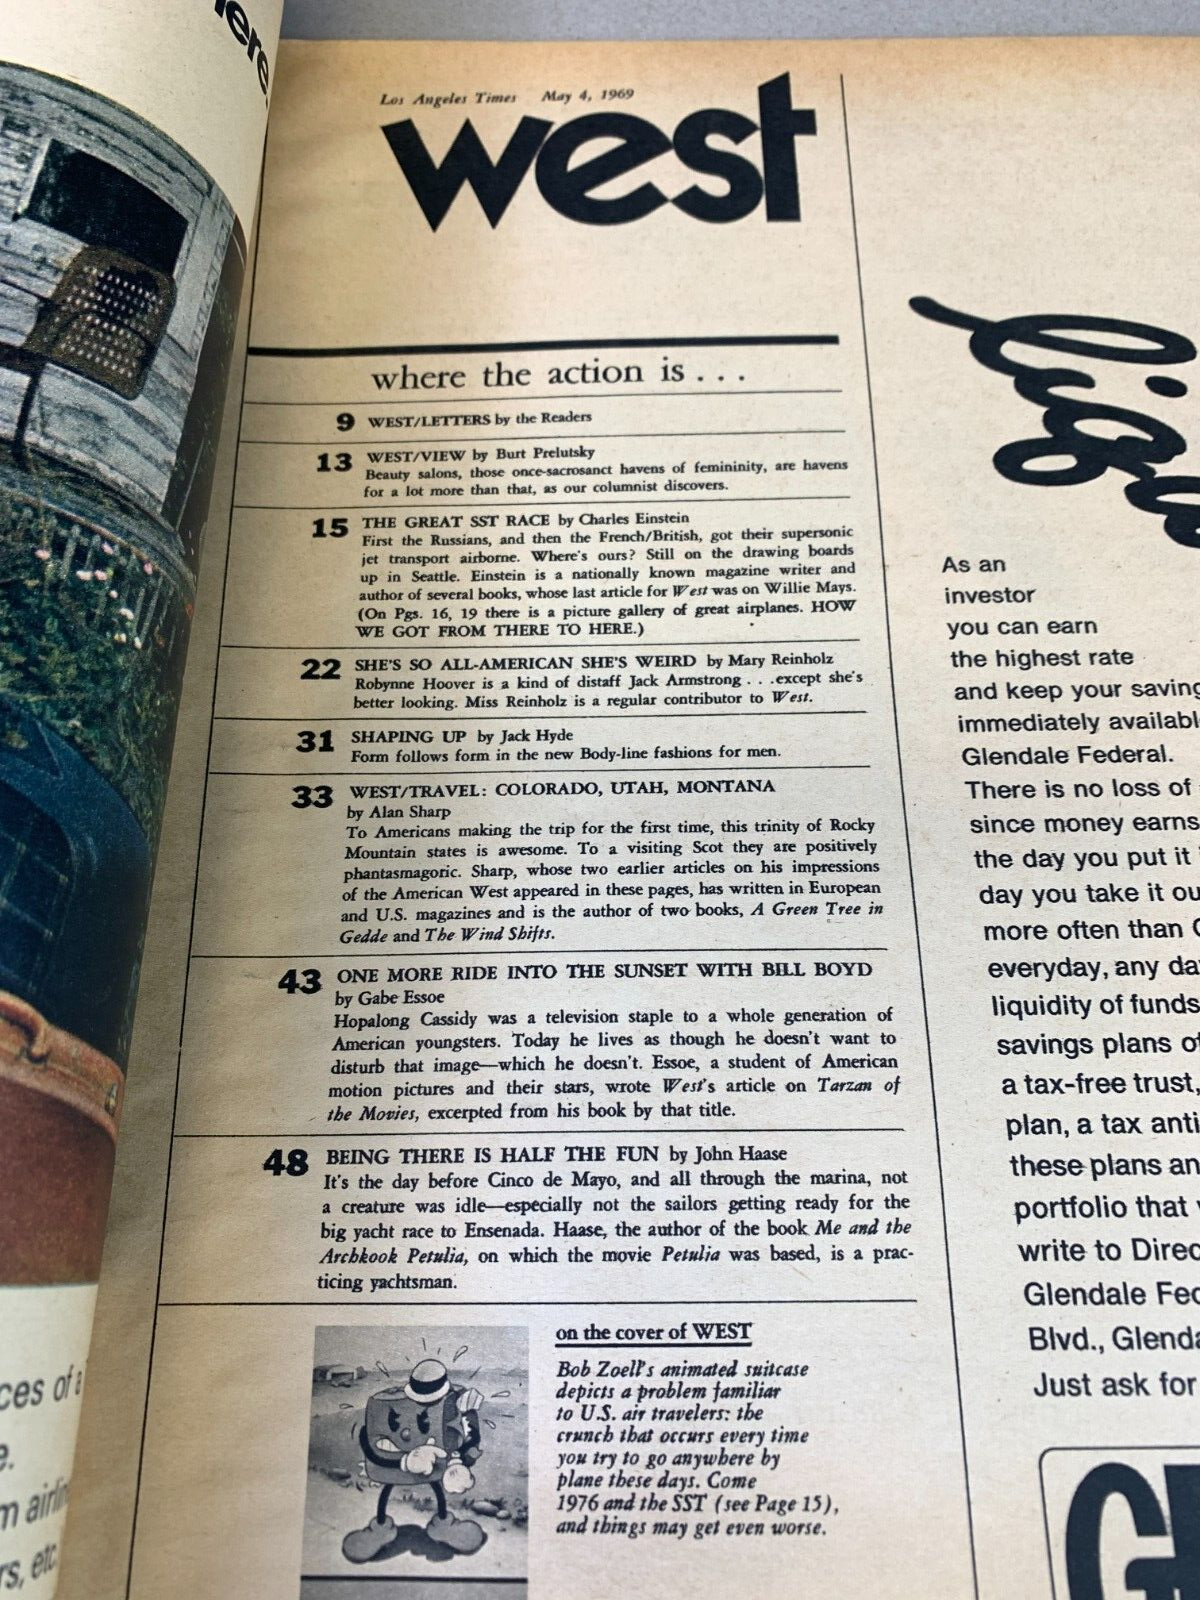 Los Angeles Times May 4, 1969
west
where the action is . . .
9 WEST/LETTERS by the Readers
13 WEST/VIEW by Burt Prelutsky
Beauty salons, those once-sacrosanct havens of femininity, are havens
for a lot more than that, as our columnist discovers.
15 THE GREAT SST RACE by Charles Einstein
First the Russians, and then the French/British, got their supersonic
jet transport airborne. Where's ours? Still on the drawing boards
up in Seattle. Einstein is a nationally known magazine writer and
author of several books, whose last article for West was on Willie Mays.
(On Pgs. 16, 19 there is a picture gallery of great airplanes. HOW
WE GOT FROM THERE TO HERE.)
22 SHE'S SO ALL-AMERICAN SHE'S WEIRD by Mary Reinholz
Robynne Hoover is a kind of distaff Jack Armstrong . . .except she's
better looking. Miss Reinholz is a regular contributor to West.
31 SHAPING UP by Jack Hyde
Form follows form in the new Body-line fashions for men.
33 WEST/TRAVEL: COLORADO, UTAH, MONTANA
by Alan Sharp
To Americans making the trip for the first time, this trinity of Rocky
Mountain states is awesome. To a visiting Scot they are positively
phantasmagoric. Sharp, whose two earlier articles on his impressions
of the American West appeared in these pages, has written in European
and U.S. magazines and is the author of two books, A Green Tree in
Gedde and The Wind Shifts.
43 ONE MORE RIDE INTO THE SUNSET WITH BILL BOYD
by Gabe Essoe
Hopalong Cassidy was a television staple to a whole generation of
American youngsters. Today he lives as though he doesn't want to
disturb that image—which he doesn't. Essoe, a student of American
motion pictures and their stars, wrote West's article on Tarzan of
the Movies, excerpted from his book by that title.
48 BEING THERE IS HALF THE FUN by John Haase
It's the day before Cinco de Mayo, and all through the marina, not
a creature was idle—especially not the sailors getting ready for the
big yacht race to Ensenada. Haase, the author of the book Me and the
Archkook Petulia, on which the movie Petulia was based, is a prac-
ticing yachtsman.
on the cover of WEST
Bob Zoell's animated suitcase
depicts a problem familiar
to U.S. air travelers: the
crunch that occurs every time
you try to go anywhere by
plane these days. Come
1976 and the SST (see Page 15),
and things may get even worse.
As an
investor
you can earn
the highest rate
and keep your saving
immediately availabl
Glendale Federal.
There is no loss of
since money earns
the day you put it
day you take it ou
more often than
everyday, any da
liquidity of funds
savings plans of
a tax-free trust,
plan, a tax anti
these plans an
portfolio that
write to Direc
Glendale Fed
Blvd., Glenda
Just ask for
ces of a
e.
m airlin
rs, etc.